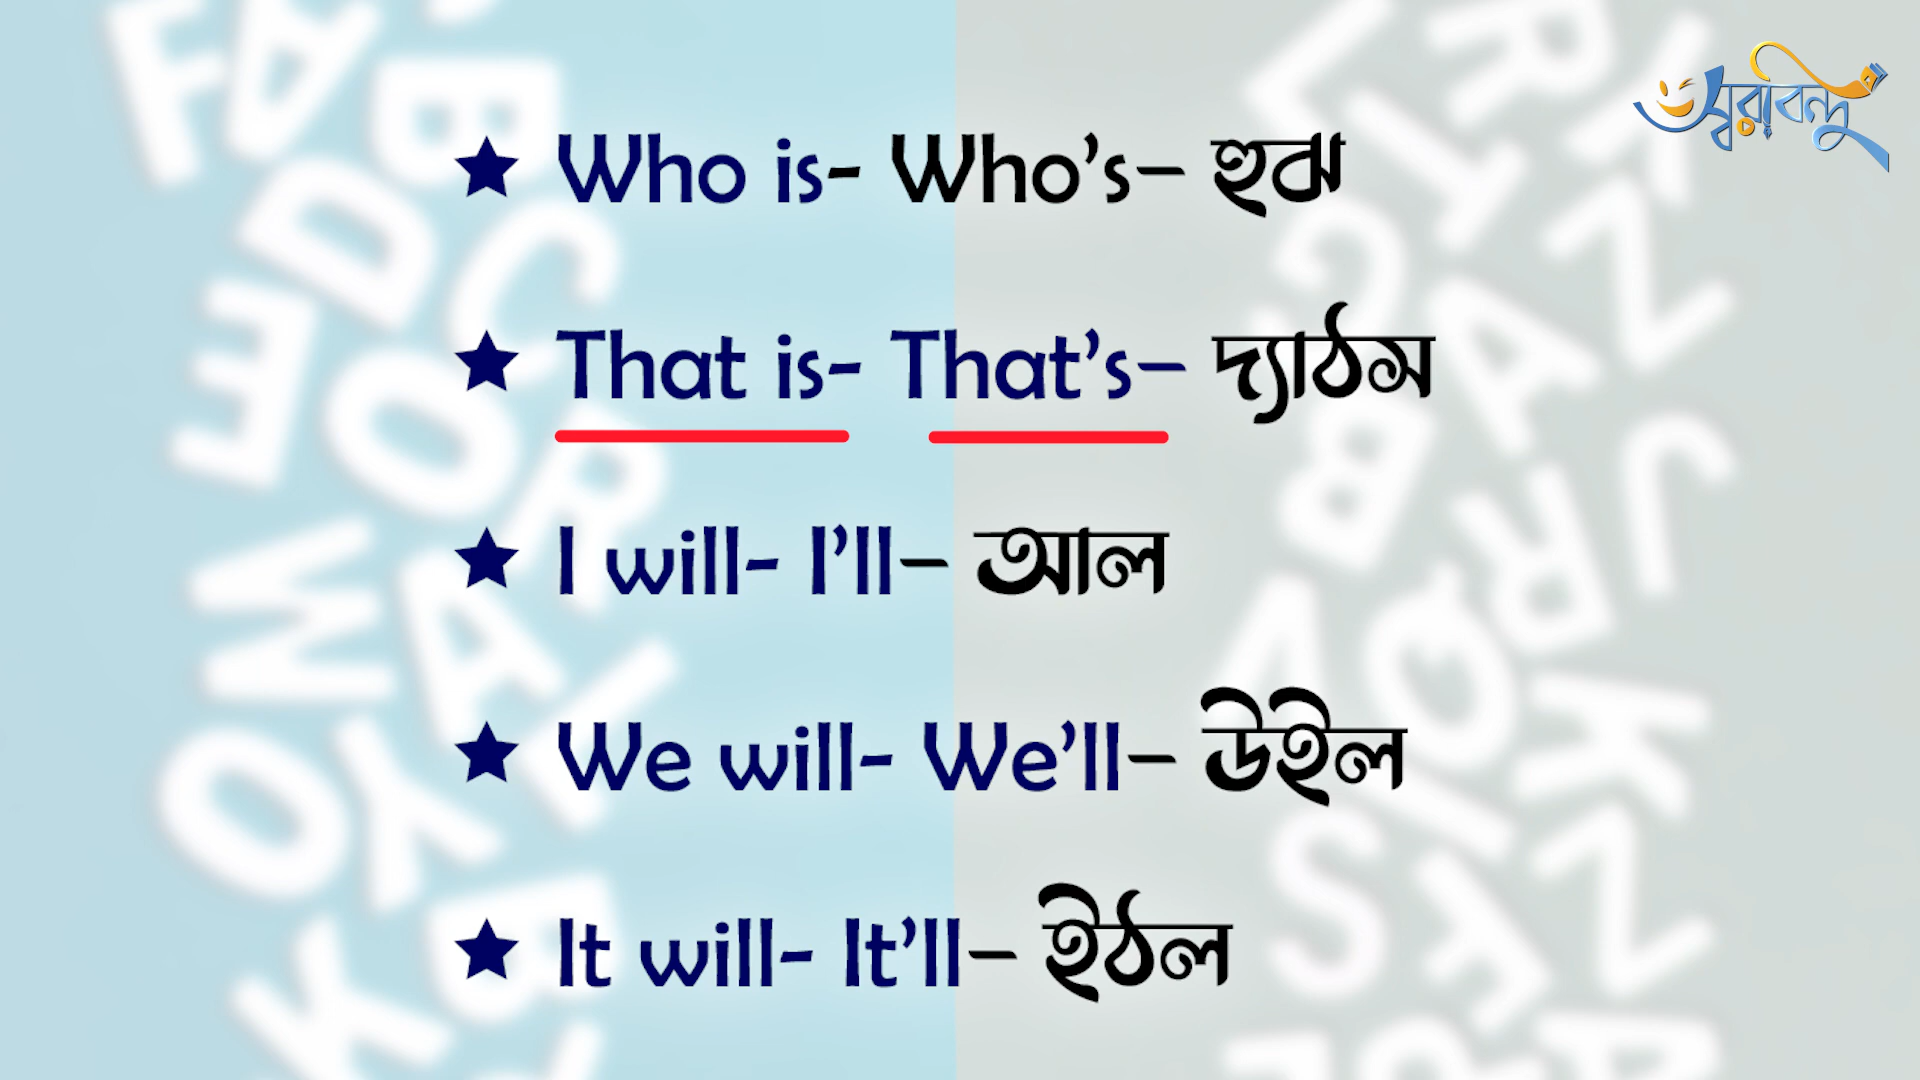 স্বরবিন্দু
★ Who is- Who’s– হুঝ
★ That is- That’s– দ্যাঠস
★ I will- I’ll– আল
★ We will- We’ll– উইল
★ It will- It’ll– ইঠল